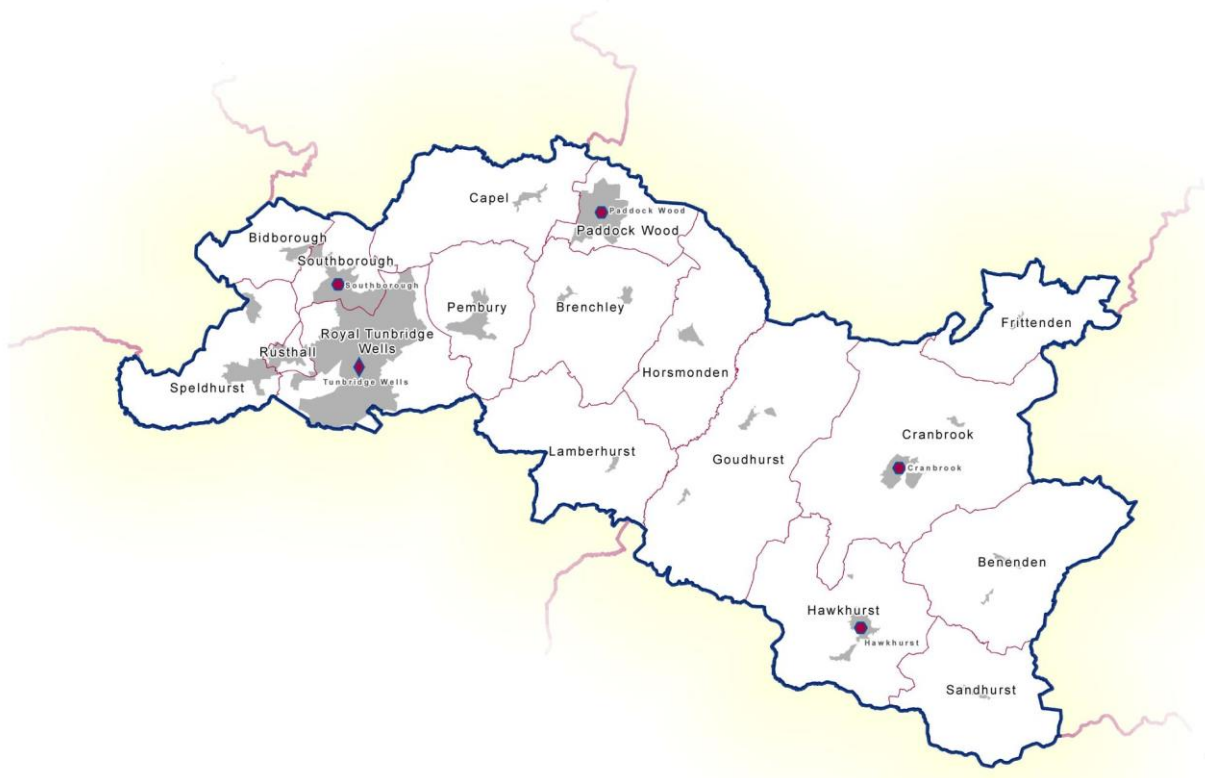 Capel
Paddock Wood
Paddock Wood
Bidborough
Southborough
Southborough
Pembury
Brenchley
Frittenden
Royal Tunbridge
Wells
Rusthall
Horsmonden
Tunbridge Wells
Speldhurst
Cranbrook
Lamberhurst
Goudhurst
Cranbrook
Benenden
Hawkhurst
Hawkhurst
Sandhurst